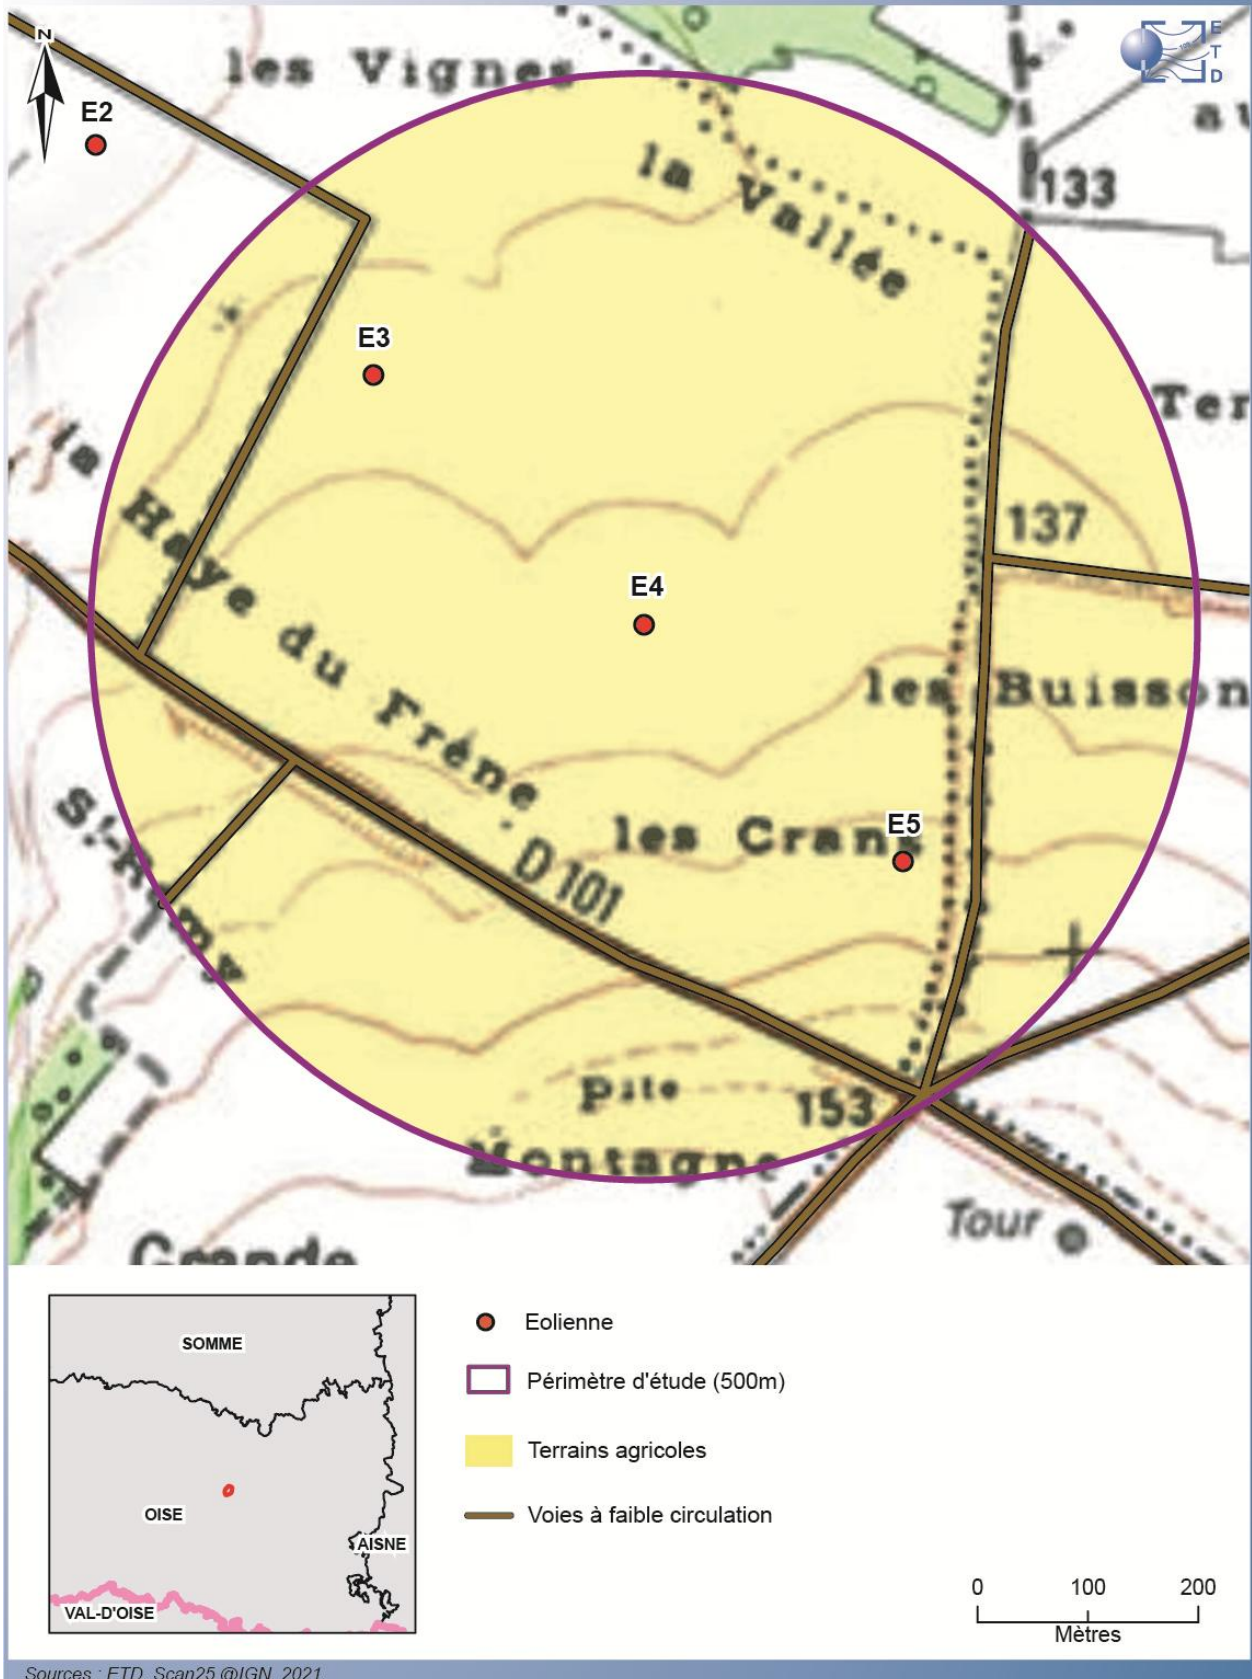 N
E
T
D
les Vignes
E2
la Vallée
133
E3
Ter
la Haye du Frêne
137
E4
les Buisson
St-Rémy
les Crans
E5
D 101
Pite
153
Montagne
Tour
Grande
SOMME
OISE
AISNE
VAL-D'OISE
Eolienne
Périmètre d'étude (500m)
Terrains agricoles
Voies à faible circulation
0 100 200
Mètres
Sources : ETD, Scan25 @IGN, 2021